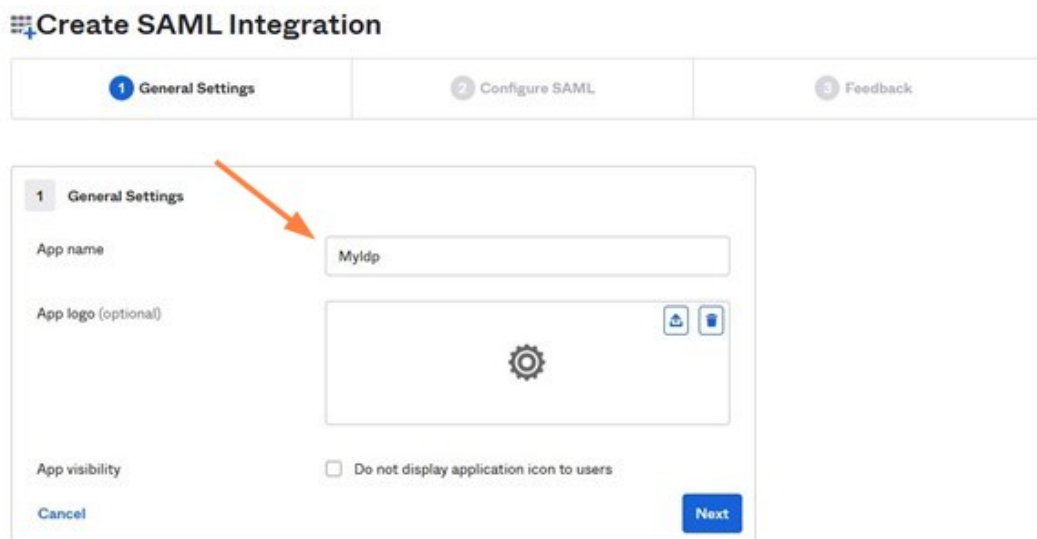 Create SAML Integration
1 General Settings
2 Configure SAML
3 Feedback
1 General Settings
App name
MyIdp
App logo (optional)
App visibility
Do not display application icon to users
Cancel
Next